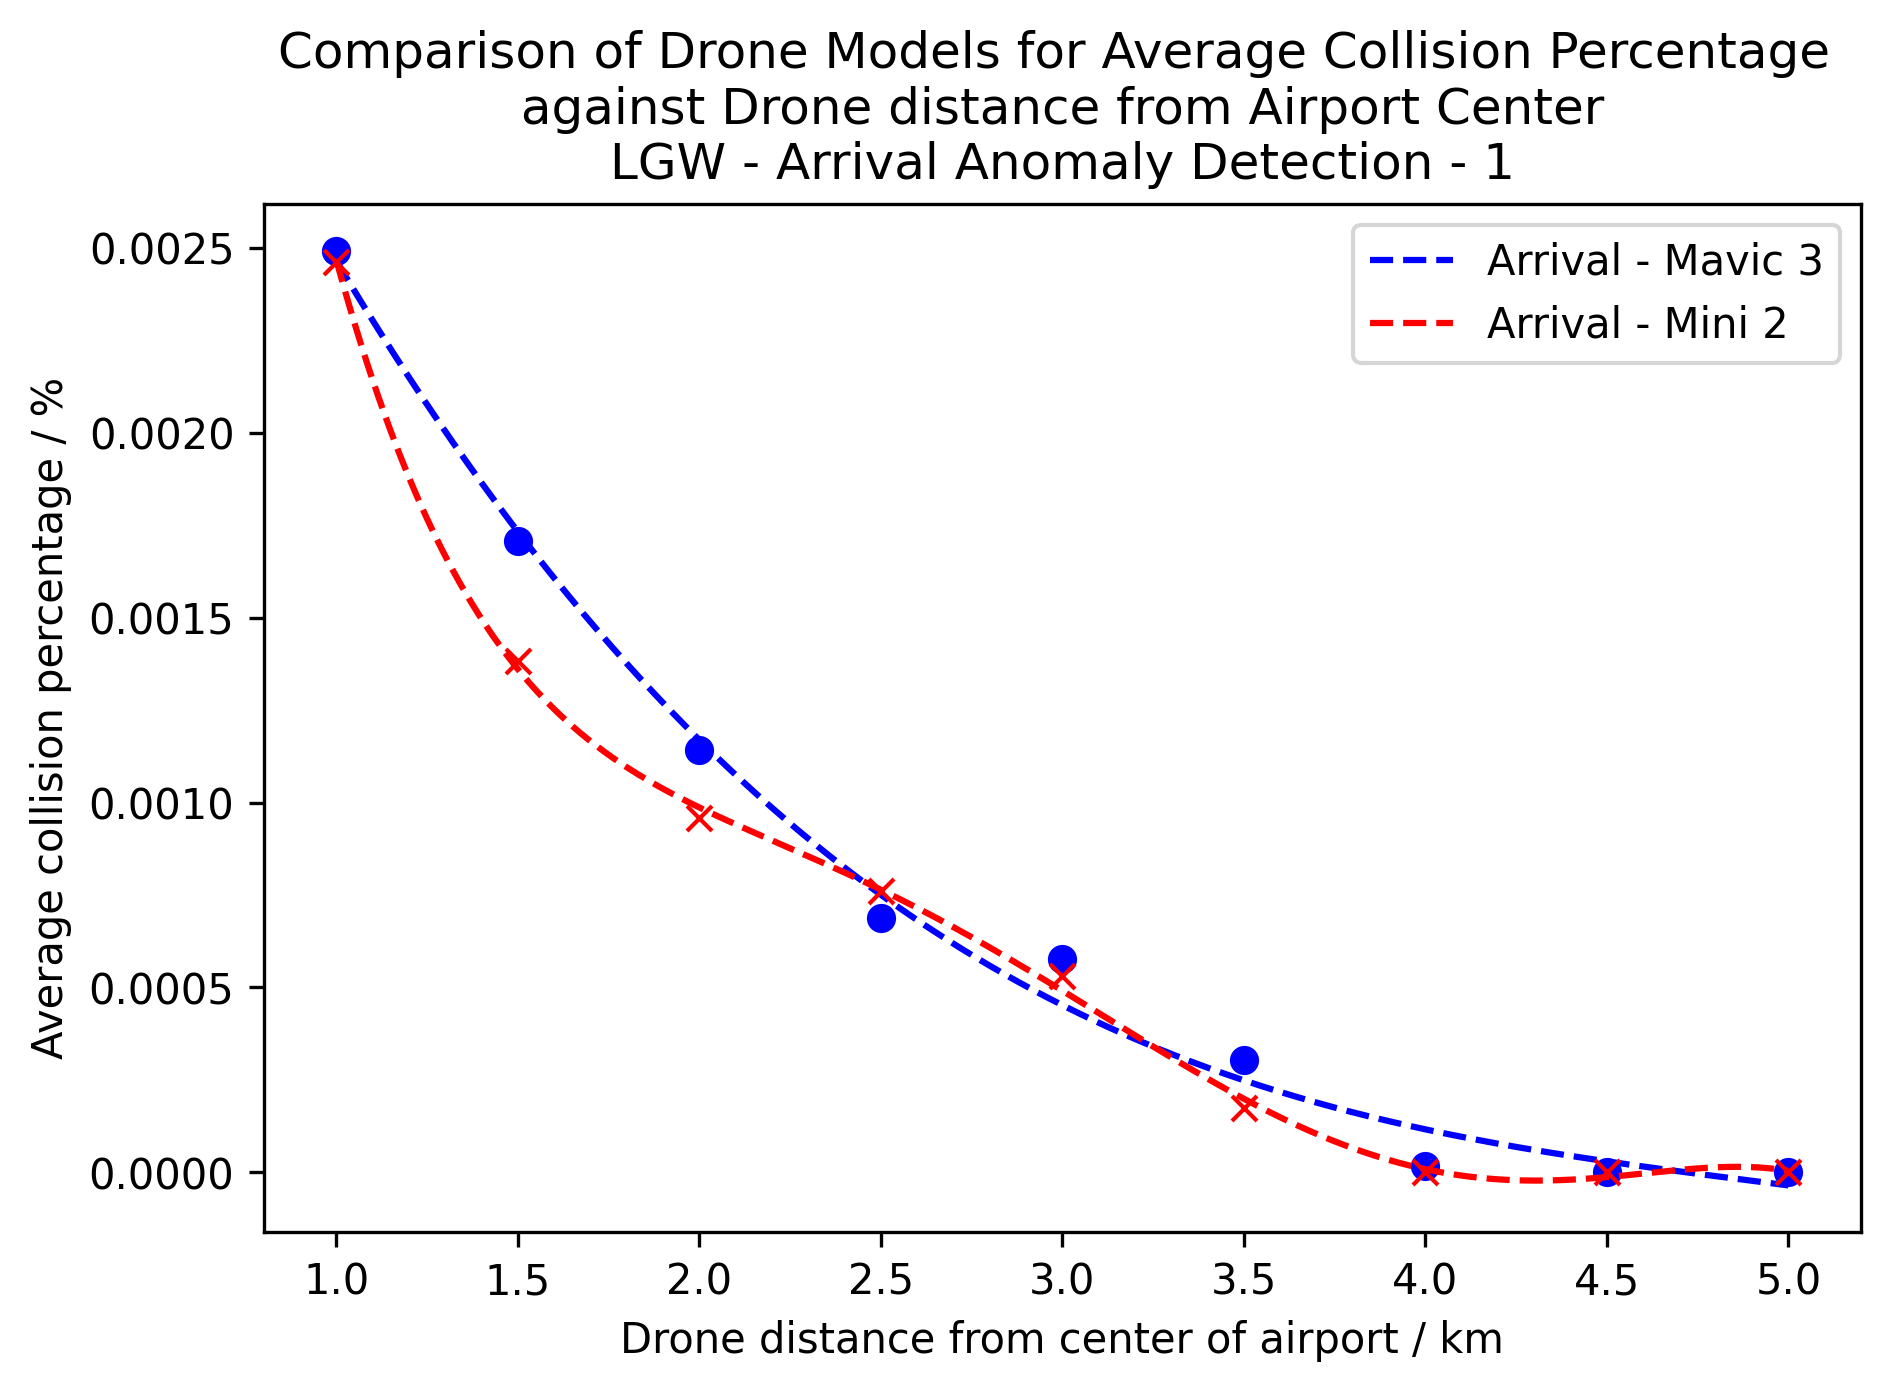 Comparison of Drone Models for Average Collision Percentage
against Drone distance from Airport Center
LGW - Arrival Anomaly Detection - 1
Arrival - Mavic 3
Arrival - Mini 2
Average collision percentage / %
0.0025
0.0020
0.0015
0.0010
0.0005
0.0000
1.0 1.5 2.0 2.5 3.0 3.5 4.0 4.5 5.0
Drone distance from center of airport / km